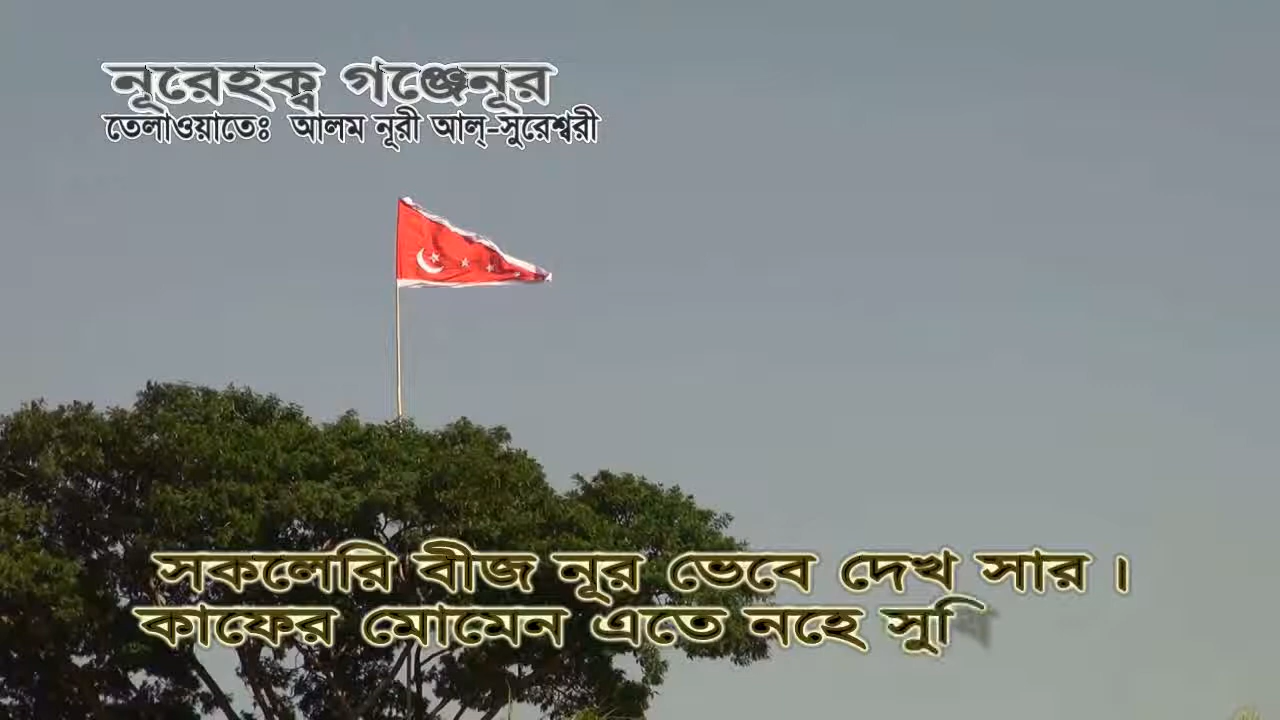 নূরেহক্ব গঞ্জেনূর
তেলাওয়াতেঃ আলম নূরী আল্-সুরেশ্বরী
সকলেরি বীজ নূর ভেবে দেখ সার ।
কাফের মোমেন এতে নহে